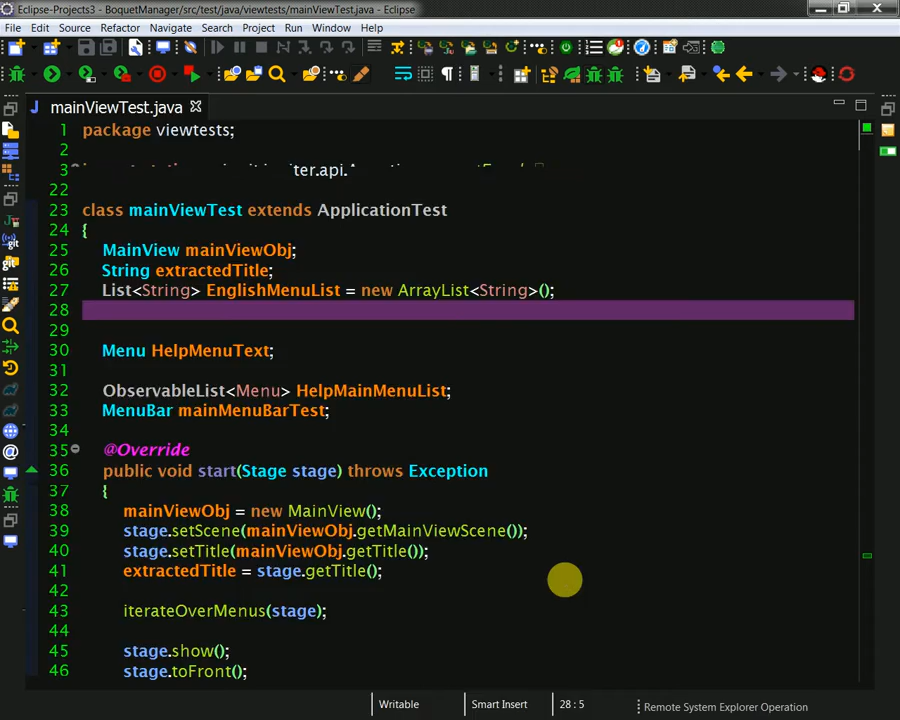 Eclipse-Projects3 - BoquetManager/src/test/java/viewtests/mainViewTest.java - Eclipse
File Edit Source Refactor Navigate Search Project Run Window Help
mainViewTest.java
1 package viewtests;
2
3 iter.api.
22
23 class mainViewTest extends ApplicationTest
24 {
25 MainView mainViewObj;
26 String extractedTitle;
27 List<String> EnglishMenuList = new ArrayList<String>();
28
29
30 Menu HelpMenuText;
31
32 ObservableList<Menu> HelpMainMenuList;
33 MenuBar mainMenuBarTest;
34
35 @Override
36 public void start(Stage stage) throws Exception
37 {
38 mainViewObj = new MainView();
39 stage.setScene(mainViewObj.getMainViewScene());
40 stage.setTitle(mainViewObj.getTitle());
41 extractedTitle = stage.getTitle();
42
43 iterateOverMenus(stage);
44
45 stage.show();
46 stage.toFront();
Writable Smart Insert 28 : 5 Remote System Explorer Operation